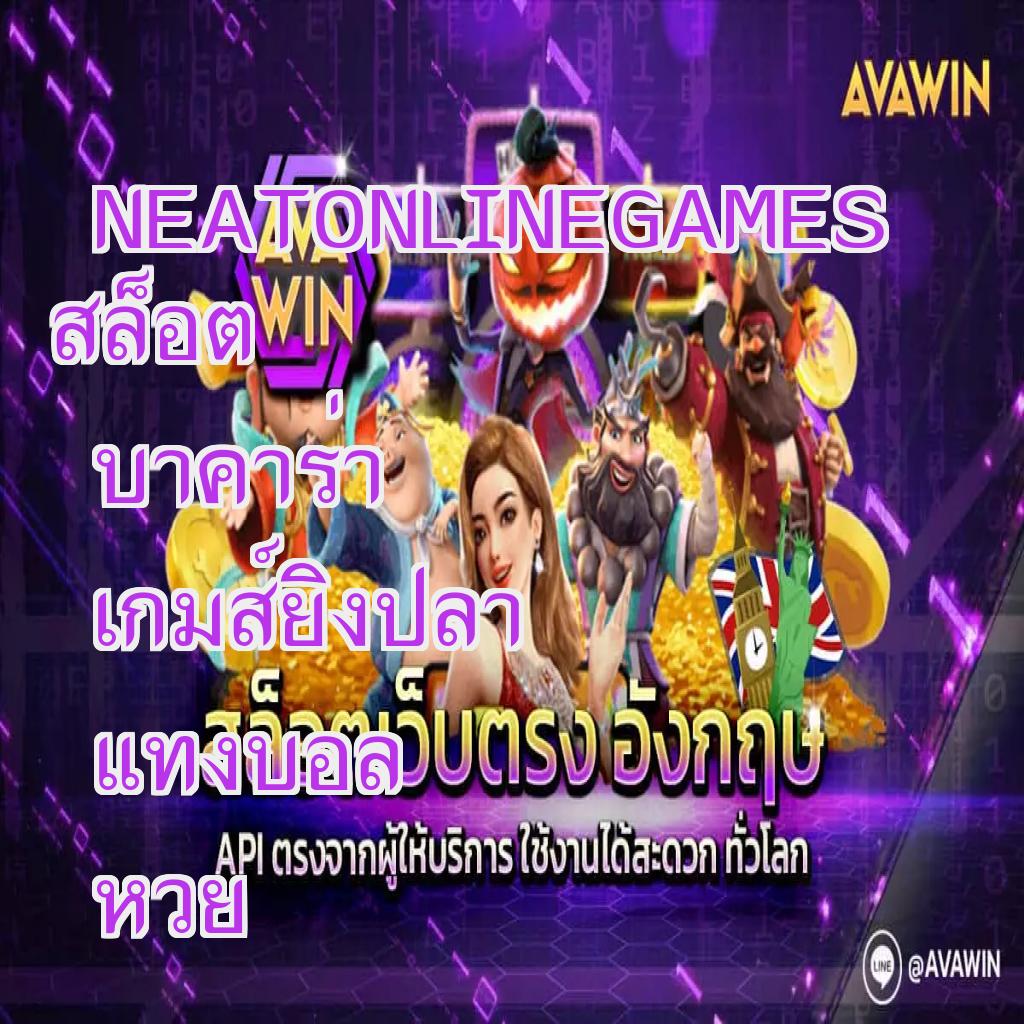 AVAWIN
NEATONLINEGAMES
AVA
WIN
สล็อต
บาคาร่า
เกมส์ยิงปลา
สล็อตเว็บตรง อังกฤษ
แทงบอล
API ตรงจากผู้ให้บริการ ใช้งานได้สะดวก ทั่วโลก
หวย
LINE @AVAWIN